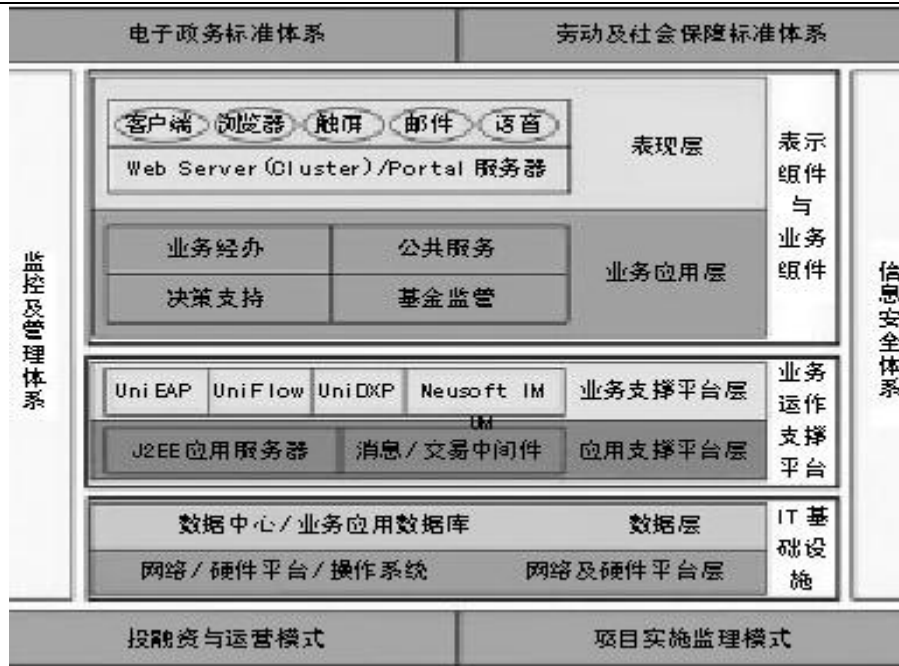 电子政务标准体系
劳动及社会保障标准体系
监控及管理体系
客户端 浏览器 触屏 邮件 语音
Web Server(Cluster)/Portal 服务器
表现层
业务经办
公共服务
决策支持
基金监管
业务应用层
表示
组件
与
业务
组件
UniEAP
UniFlow
UniDXP
Neusoft IM
UM
业务支撑平台层
J2EE应用服务器
消息/交易中间件
应用支撑平台层
业务
运作
支撑
平台
数据中心/业务应用数据库
数据层
网络/硬件平台/操作系统
网络及硬件平台层
IT 基
础设
施
信息安全体系
投融资与运营模式
项目实施监理模式